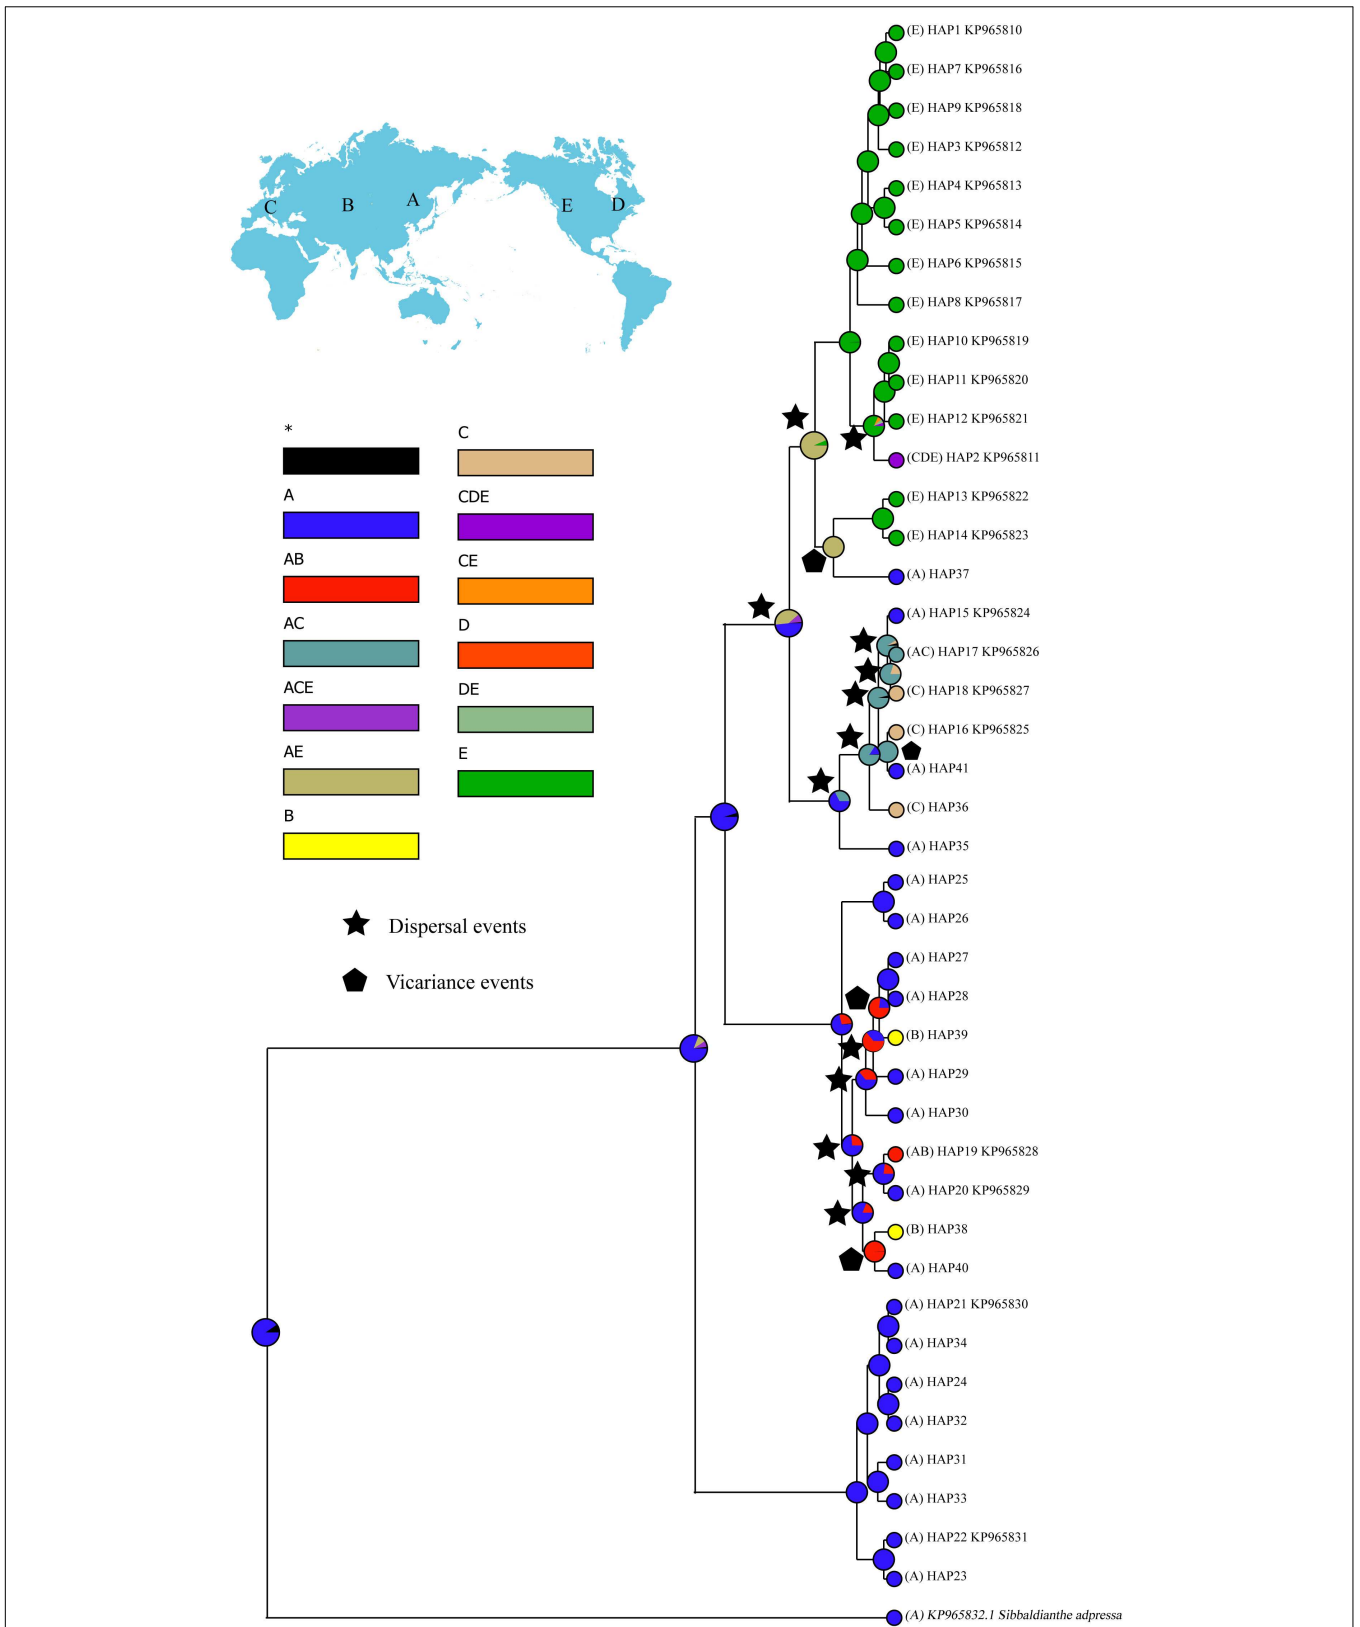 C
B
A
E
D
*
A
AB
AC
ACE
AE
B
C
CDE
CE
D
DE
E
Dispersal events
Vicariance events
(E) HAP1 KP965810
(E) HAP7 KP965816
(E) HAP9 KP965818
(E) HAP3 KP965812
(E) HAP4 KP965813
(E) HAP5 KP965814
(E) HAP6 KP965815
(E) HAP8 KP965817
(E) HAP10 KP965819
(E) HAP11 KP965820
(E) HAP12 KP965821
(CDE) HAP2 KP965811
(E) HAP13 KP965822
(E) HAP14 KP965823
(A) HAP37
(A) HAP15 KP965824
(AC) HAP17 KP965826
(C) HAP18 KP965827
(C) HAP16 KP965825
(A) HAP41
(C) HAP36
(A) HAP35
(A) HAP25
(A) HAP26
(A) HAP27
(A) HAP28
(B) HAP39
(A) HAP29
(A) HAP30
(AB) HAP19 KP965828
(A) HAP20 KP965829
(B) HAP38
(A) HAP40
(A) HAP21 KP965830
(A) HAP34
(A) HAP24
(A) HAP32
(A) HAP31
(A) HAP33
(A) HAP22 KP965831
(A) HAP23
(A) KP965832.1 Sibbaldianthe adpressa